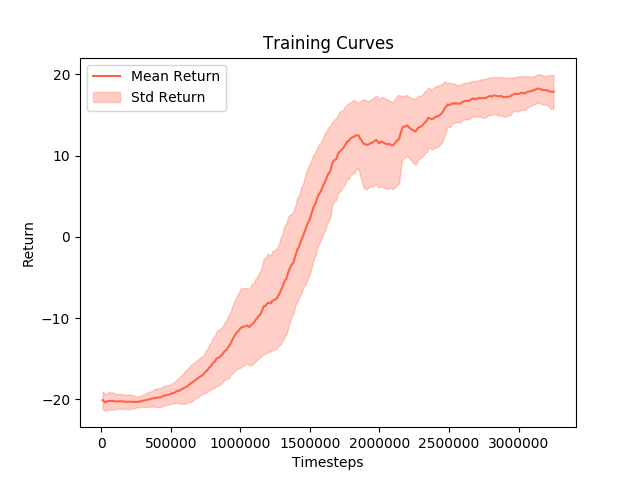 Training Curves
Mean Return
Std Return
20
10
0
−10
−20
Return
0 500000 1000000 1500000 2000000 2500000 3000000
Timesteps